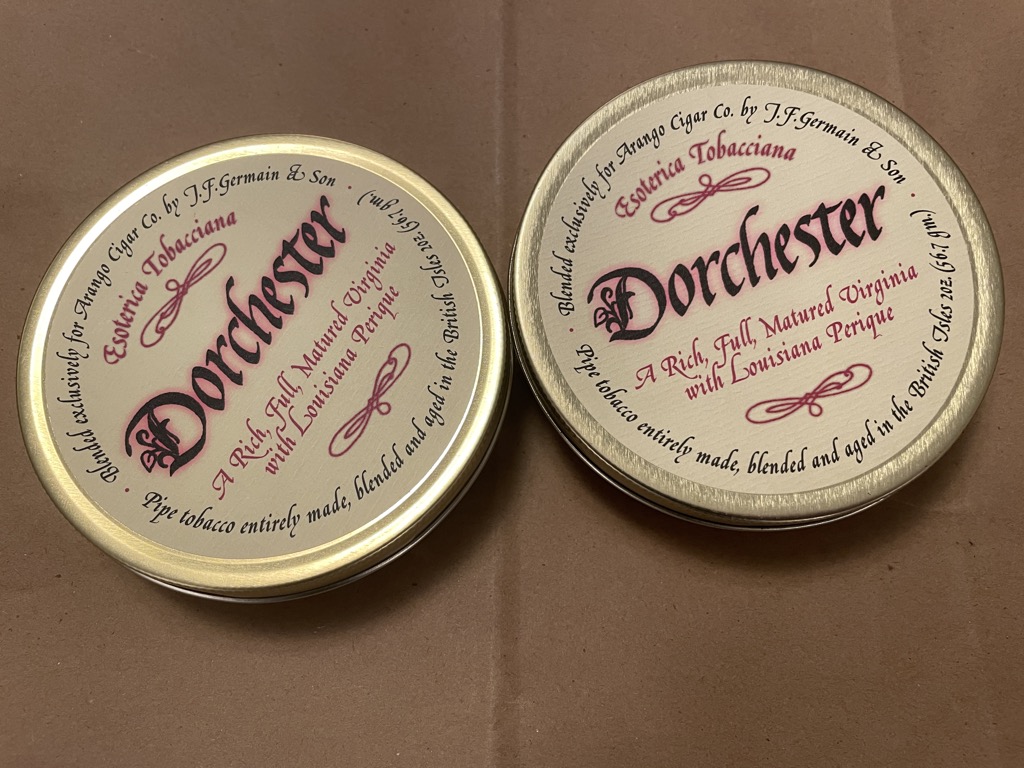 Blended exclusively for Arango Cigar Co. by J.F.Germain & Son
Esoterica Tobacciana
Dorchester
A Rich, Full, Matured Virginia
with Louisiana Perique
Pipe tobacco entirely made, blended and aged in the British Isles 2oz. (56.7 gm.)
Blended exclusively for Arango Cigar Co. by J.F.Germain & Son
Esoterica Tobacciana
Dorchester
A Rich, Full, Matured Virginia
with Louisiana Perique
Pipe tobacco entirely made, blended and aged in the British Isles 2oz. (56.7 gm.)